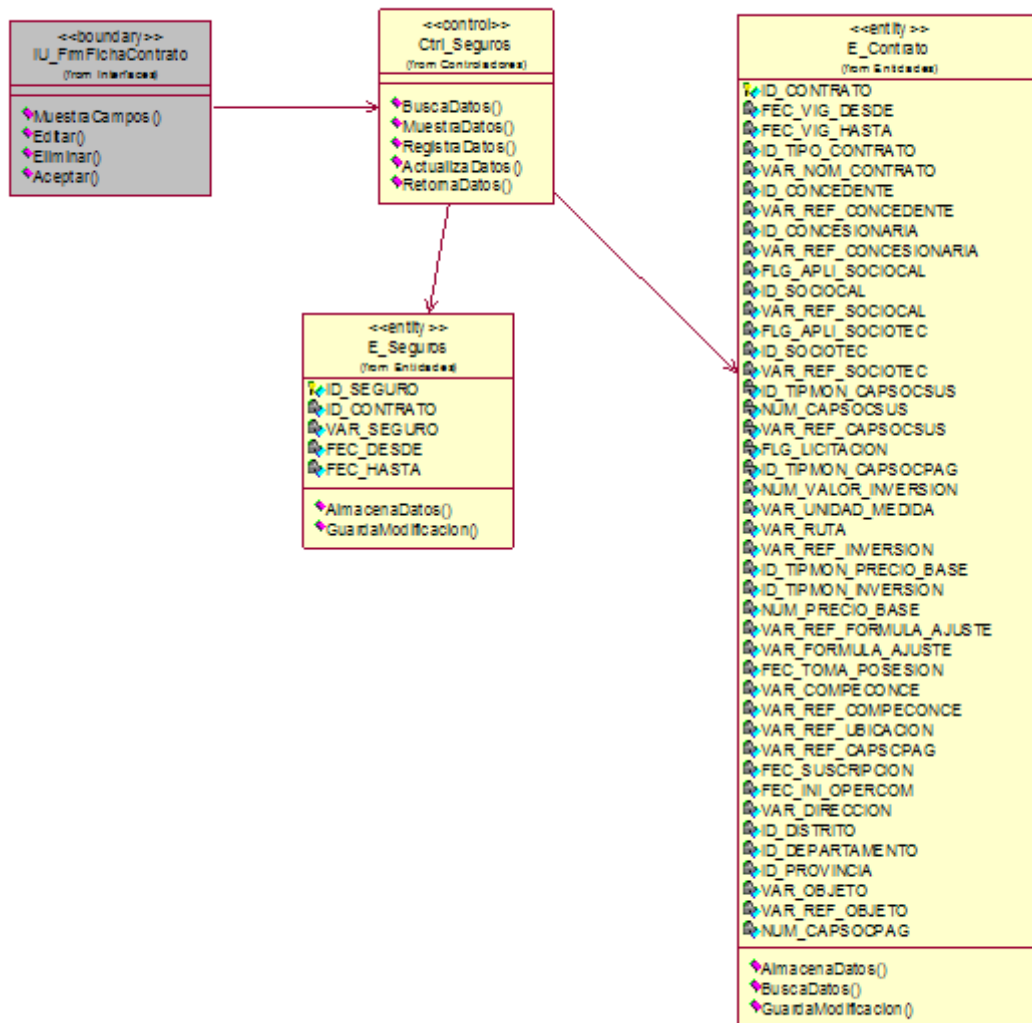 <<boundary>>
IU_FrmFichaContrato
(from Interfaces)
MuestraCampos()
Editar()
Eliminar()
Aceptar()
<<control>>
Ctrl_Seguros
(from Controladores)
BuscaDatos()
MuestraDatos()
RegistraDatos()
ActualizaDatos()
RetornaDatos()
<<entity>>
E_Seguros
(from Entidades)
ID_SEGURO
ID_CONTRATO
VAR_SEGURO
FEC_DESDE
FEC_HASTA
AlmacenaDatos()
GuardaModificacion()
<<entity>>
E_Contrato
(from Entidades)
ID_CONTRATO
FEC_VIG_DESDE
FEC_VIG_HASTA
ID_TIPO_CONTRATO
VAR_NOM_CONTRATO
ID_CONCEDENTE
VAR_REF_CONCEDENTE
ID_CONCESIONARIA
VAR_REF_CONCESIONARIA
FLG_APLI_SOCIOCAL
ID_SOCIOCAL
VAR_REF_SOCIOCAL
FLG_APLI_SOCIOTEC
ID_SOCIOTEC
VAR_REF_SOCIOTEC
ID_TIPMON_CAPSOCSUS
NUM_CAPSOCSUS
VAR_REF_CAPSOCSUS
FLG_LICITACION
ID_TIPMON_CAPSOCPAG
NUM_VALOR_INVERSION
VAR_UNIDAD_MEDIDA
VAR_RUTA
VAR_REF_INVERSION
ID_TIPMON_PRECIO_BASE
ID_TIPMON_INVERSION
NUM_PRECIO_BASE
VAR_REF_FORMULA_AJUSTE
VAR_FORMULA_AJUSTE
FEC_TOMA_POSESION
VAR_COMPECONCE
VAR_REF_COMPECONCE
VAR_REF_UBICACION
VAR_REF_CAPSCPAG
FEC_SUSCRIPCION
FEC_INI_OPERCOM
VAR_DIRECCION
ID_DISTRITO
ID_DEPARTAMENTO
ID_PROVINCIA
VAR_OBJETO
VAR_REF_OBJETO
NUM_CAPSOCPAG
AlmacenaDatos()
BuscaDatos()
GuardaModificacion()